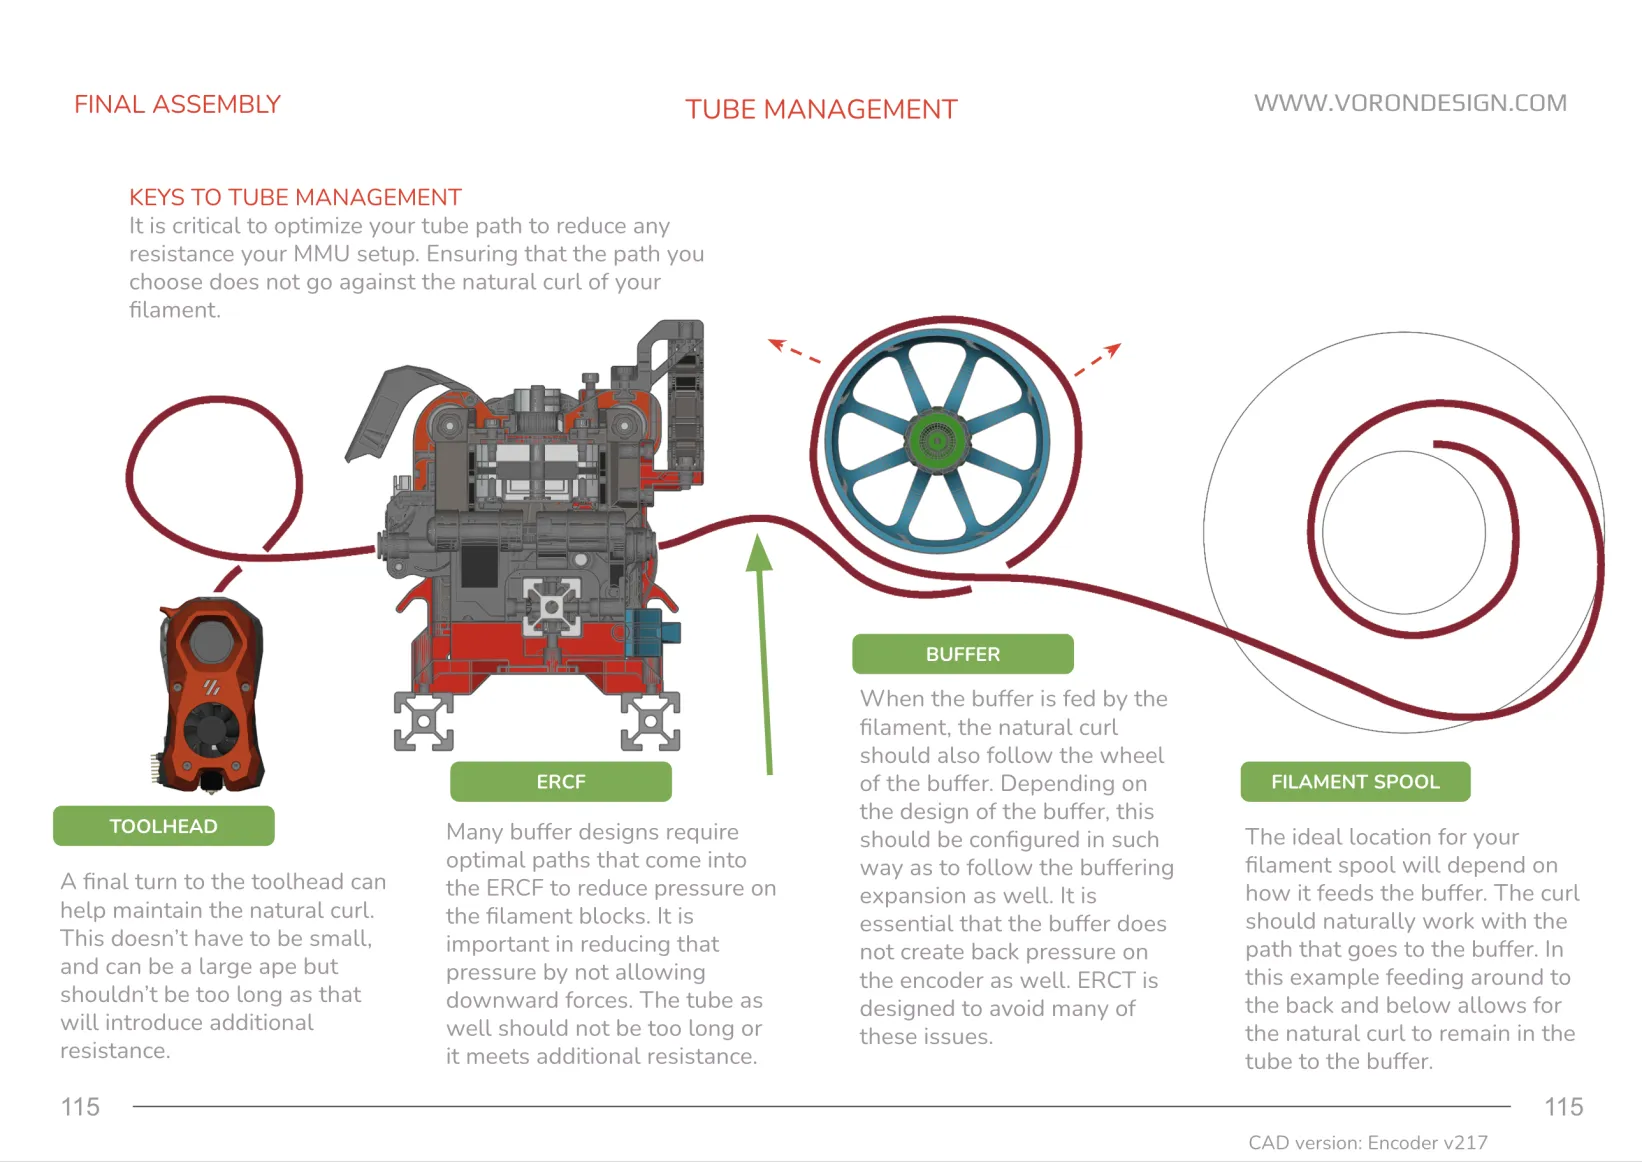 FINAL ASSEMBLY
TUBE MANAGEMENT
WWW.VORONDESIGN.COM
KEYS TO TUBE MANAGEMENT
It is critical to optimize your tube path to reduce any
resistance your MMU setup. Ensuring that the path you
choose does not go against the natural curl of your
filament.
TOOLHEAD
A final turn to the toolhead can
help maintain the natural curl.
This doesn't have to be small,
and can be a large ape but
shouldn't be too long as that
will introduce additional
resistance.
ERCF
Many buffer designs require
optimal paths that come into
the ERCF to reduce pressure on
the filament blocks. It is
important in reducing that
pressure by not allowing
downward forces. The tube as
well should not be too long or
it meets additional resistance.
BUFFER
When the buffer is fed by the
filament, the natural curl
should also follow the wheel
of the buffer. Depending on
the design of the buffer, this
should be configured in such
way as to follow the buffering
expansion as well. It is
essential that the buffer does
not create back pressure on
the encoder as well. ERCT is
designed to avoid many of
these issues.
FILAMENT SPOOL
The ideal location for your
filament spool will depend on
how it feeds the buffer. The curl
should naturally work with the
path that goes to the buffer. In
this example feeding around to
the back and below allows for
the natural curl to remain in the
tube to the buffer.
115
115
CAD version: Encoder v217